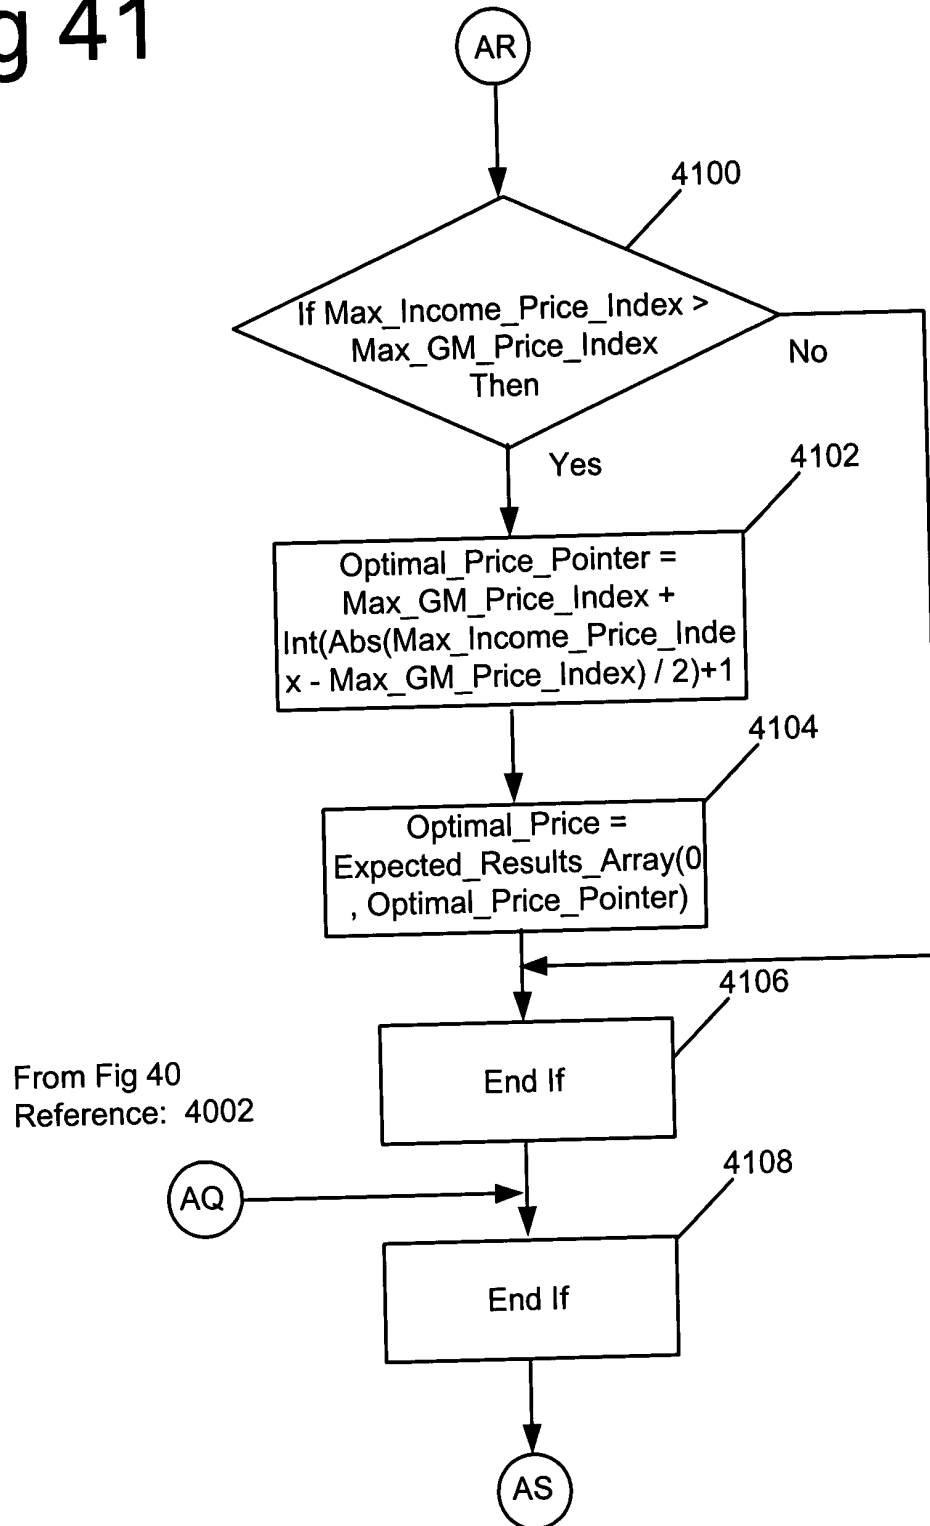 g 41
AR
4100
If Max_Income_Price_Index >
Max_GM_Price_Index
Then
No
Yes
4102
Optimal_Price_Pointer =
Max_GM_Price_Index +
Int(Abs(Max_Income_Price_Inde
x - Max_GM_Price_Index) / 2)+1
4104
Optimal_Price =
Expected_Results_Array(0
, Optimal_Price_Pointer)
4106
End If
From Fig 40
Reference: 4002
AQ
4108
End If
AS